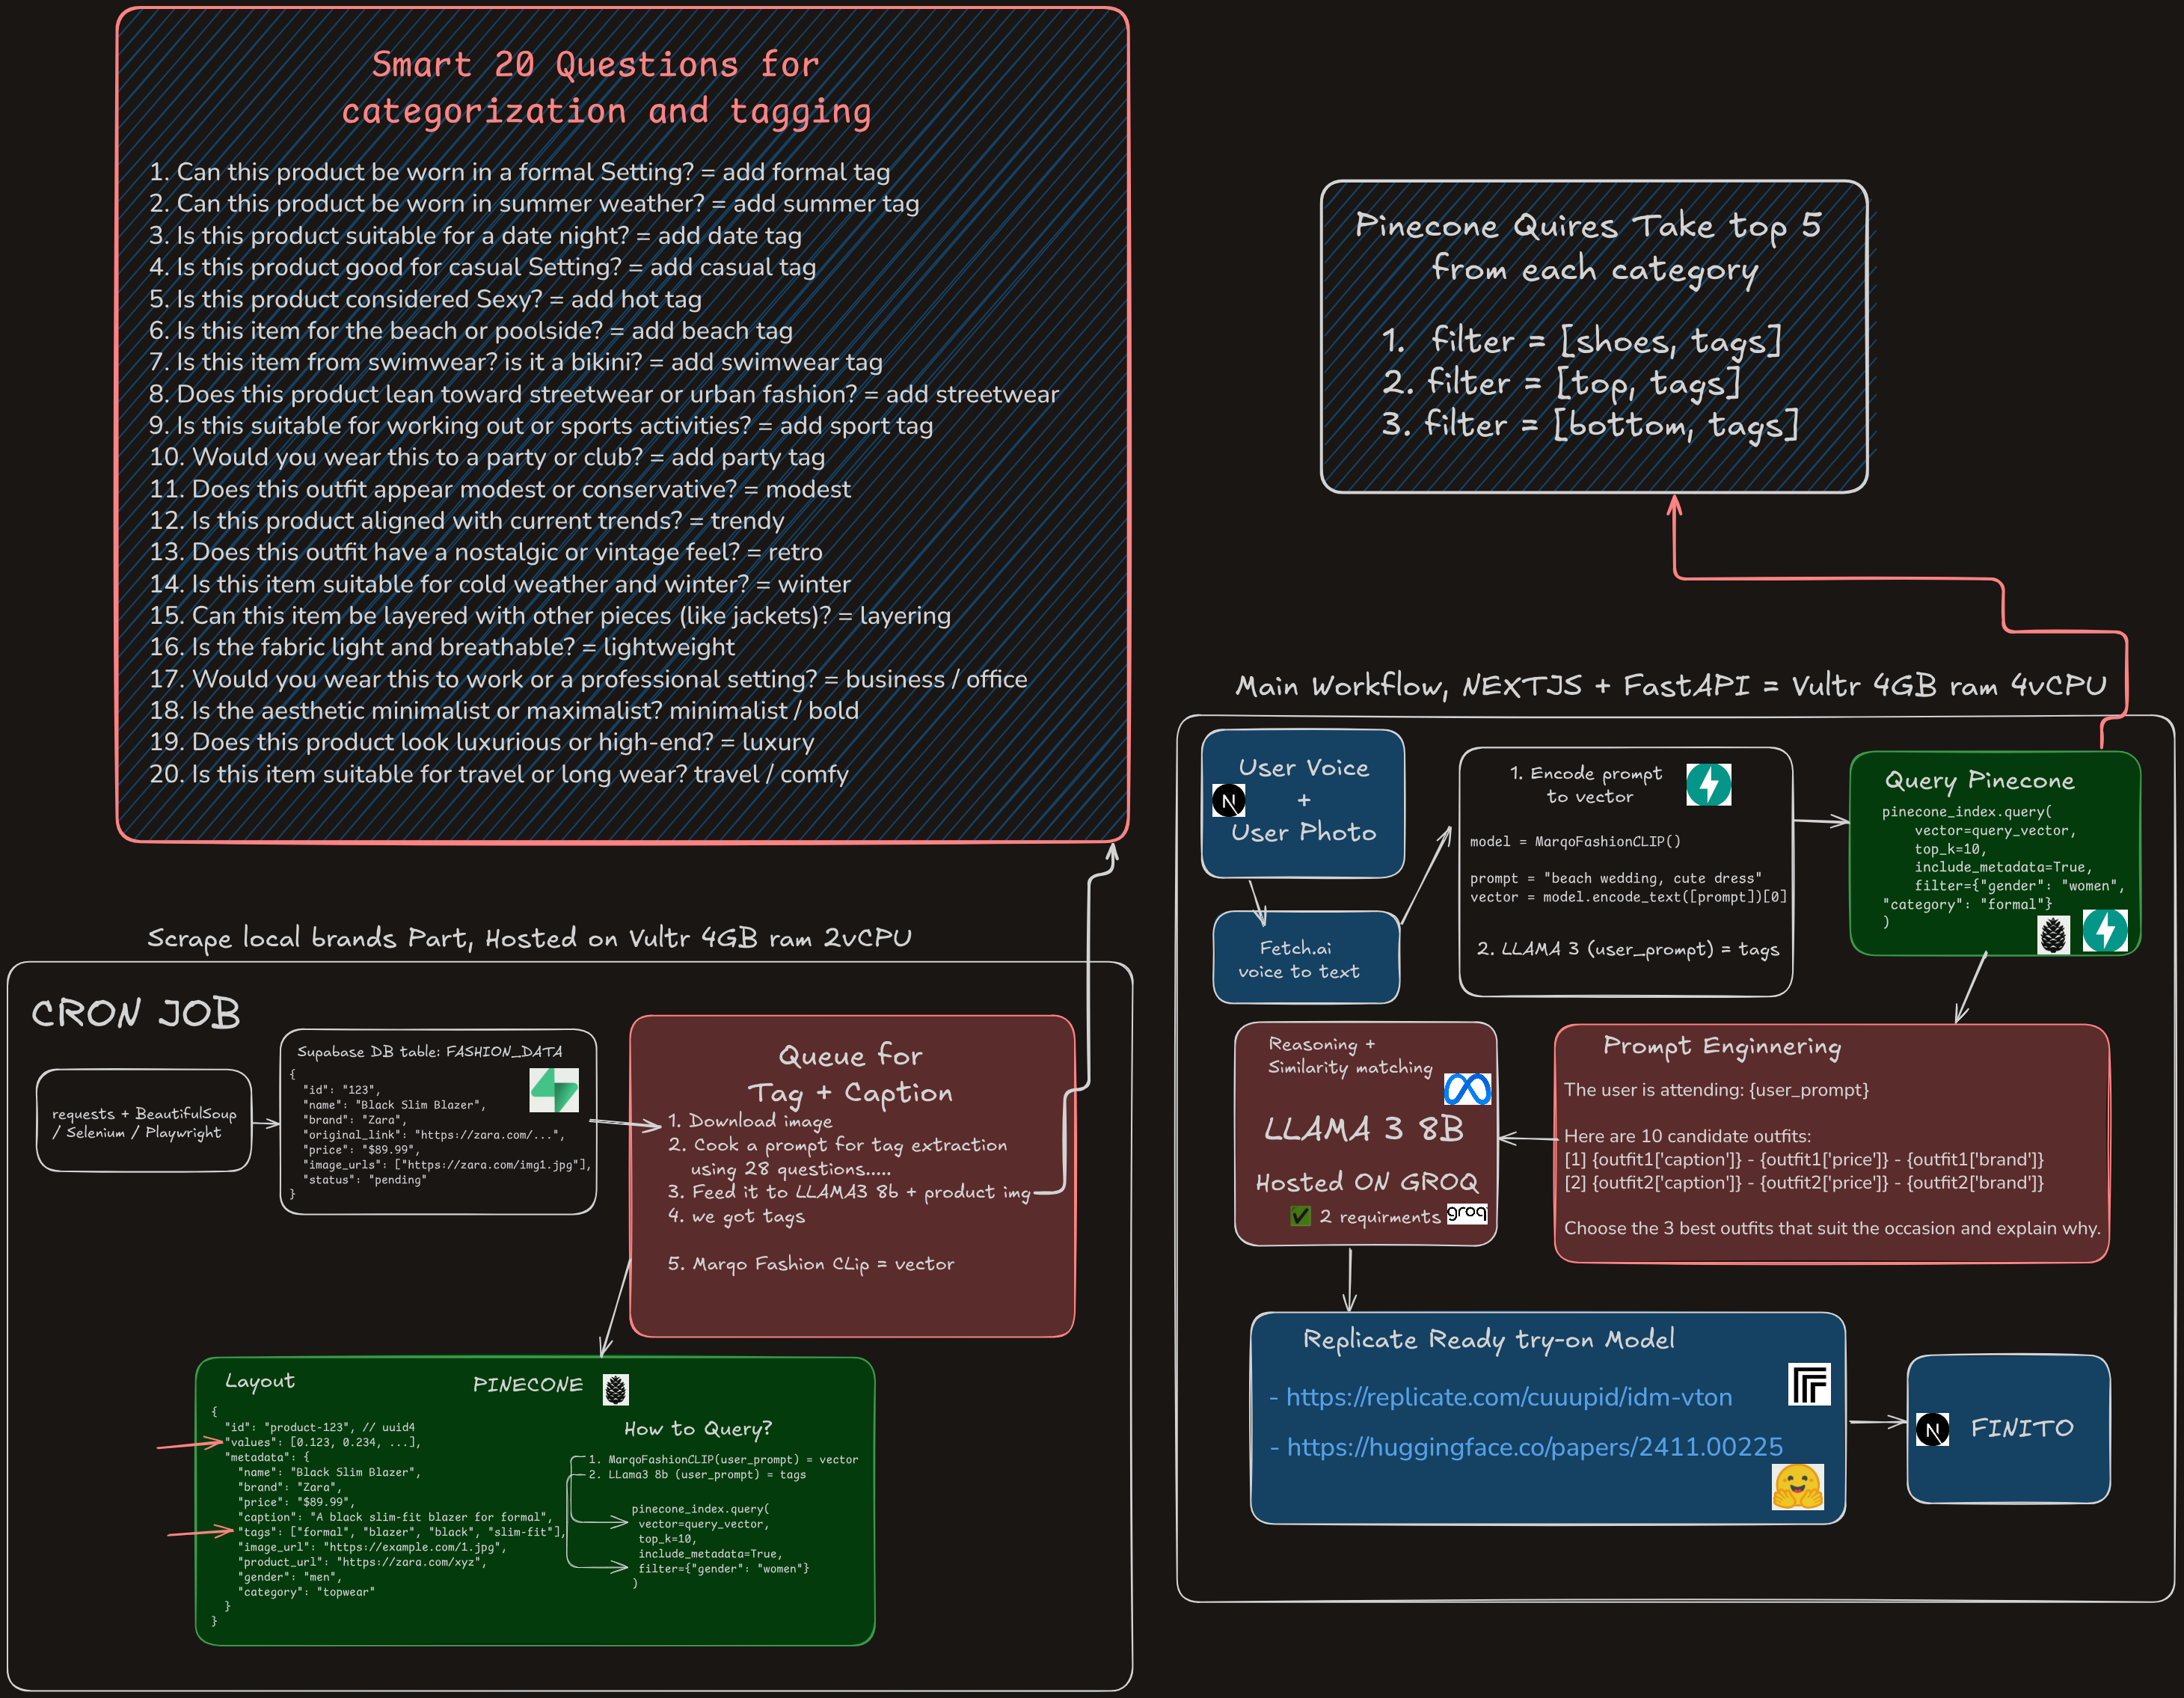 Smart 20 Questions for
categorization and tagging
1. Can this product be worn in a formal Setting? = add formal tag
2. Can this product be worn in summer weather? = add summer tag
3. Is this product suitable for a date night? = add date tag
4. Is this product good for casual Setting? = add casual tag
5. Is this product considered Sexy? = add hot tag
6. Is this item for the beach or poolside? = add beach tag
7. Is this item from swimwear? is it a bikini? = add swimwear tag
8. Does this product lean toward streetwear or urban fashion? = add streetwear
9. Is this suitable for working out or sports activities? = add sport tag
10. Would you wear this to a party or club? = add party tag
11. Does this outfit appear modest or conservative? = modest
12. Is this product aligned with current trends? = trendy
13. Does this outfit have a nostalgic or vintage feel? = retro
14. Is this item suitable for cold weather and winter? = winter
15. Can this item be layered with other pieces (like jackets)? = layering
16. Is the fabric light and breathable? = lightweight
17. Would you wear this to work or a professional setting? = business / office
18. Is the aesthetic minimalist or maximalist? minimalist / bold
19. Does this product look luxurious or high-end? = luxury
20. Is this item suitable for travel or long wear? travel / comfy
Pinecone Quires Take top 5
from each category
1. filter = [shoes, tags]
2. filter = [top, tags]
3. filter = [bottom, tags]
Scrape local brands Part, Hosted on Vultr 4GB ram 2vCPU
CRON JOB
requests + BeautifulSoup
/ Selenium / Playwright
Supabase DB table: FASHION_DATA
{
"id": "123",
"name": "Black Slim Blazer",
"brand": "Zara",
"original_link": "https://zara.com/...",
"price": "$89.99",
"image_urls": ["https://zara.com/img1.jpg"],
"status": "pending"
}
Queue for
Tag + Caption
1. Download image
2. Cook a prompt for tag extraction
using 28 questions.....
3. Feed it to LLAMA3 8b + product img
4. we got tags
5. Marqo Fashion CLip = vector
Layout
{
"id": "product-123", // uuid4
"values": [0.123, 0.234, ...],
"metadata": {
"name": "Black Slim Blazer",
"brand": "Zara",
"price": "$89.99",
"caption": "A black slim-fit blazer for formal",
"tags": ["formal", "blazer", "black", "slim-fit"],
"image_url": "https://example.com/1.jpg",
"product_url": "https://zara.com/xyz",
"gender": "men",
"category": "topwear"
}
}
PINECONE
How to Query?
1. MarqoFashionCLIP(user_prompt) = vector
2. LLama3 8b (user_prompt) = tags
pinecone_index.query(
vector=query_vector,
top_k=10,
include_metadata=True,
filter={"gender": "women"}
)
Main Workflow, NEXTJS + FastAPI = Vultr 4GB ram 4vCPU
User Voice
+
User Photo
N
Fetch.ai
voice to text
1. Encode prompt
to vector
model = MarqoFashionCLIP()
prompt = "beach wedding, cute dress"
vector = model.encode_text([prompt])[0]
2. LLAMA 3 (user_prompt) = tags
Query Pinecone
pinecone_index.query(
vector=query_vector,
top_k=10,
include_metadata=True,
filter={"gender": "women",
"category": "formal"}
)
Prompt Enginnering
The user is attending: {user_prompt}
Here are 10 candidate outfits:
[1] {outfit1['caption']} - {outfit1['price']} - {outfit1['brand']}
[2] {outfit2['caption']} - {outfit2['price']} - {outfit2['brand']}
Choose the 3 best outfits that suit the occasion and explain why.
Reasoning +
Similarity matching
LLAMA 3 8B
Hosted ON GROQ
✅ 2 requirments groq
Replicate Ready try-on Model
- https://replicate.com/cuuupid/idm-vton
- https://huggingface.co/papers/2411.00225
N FINITO